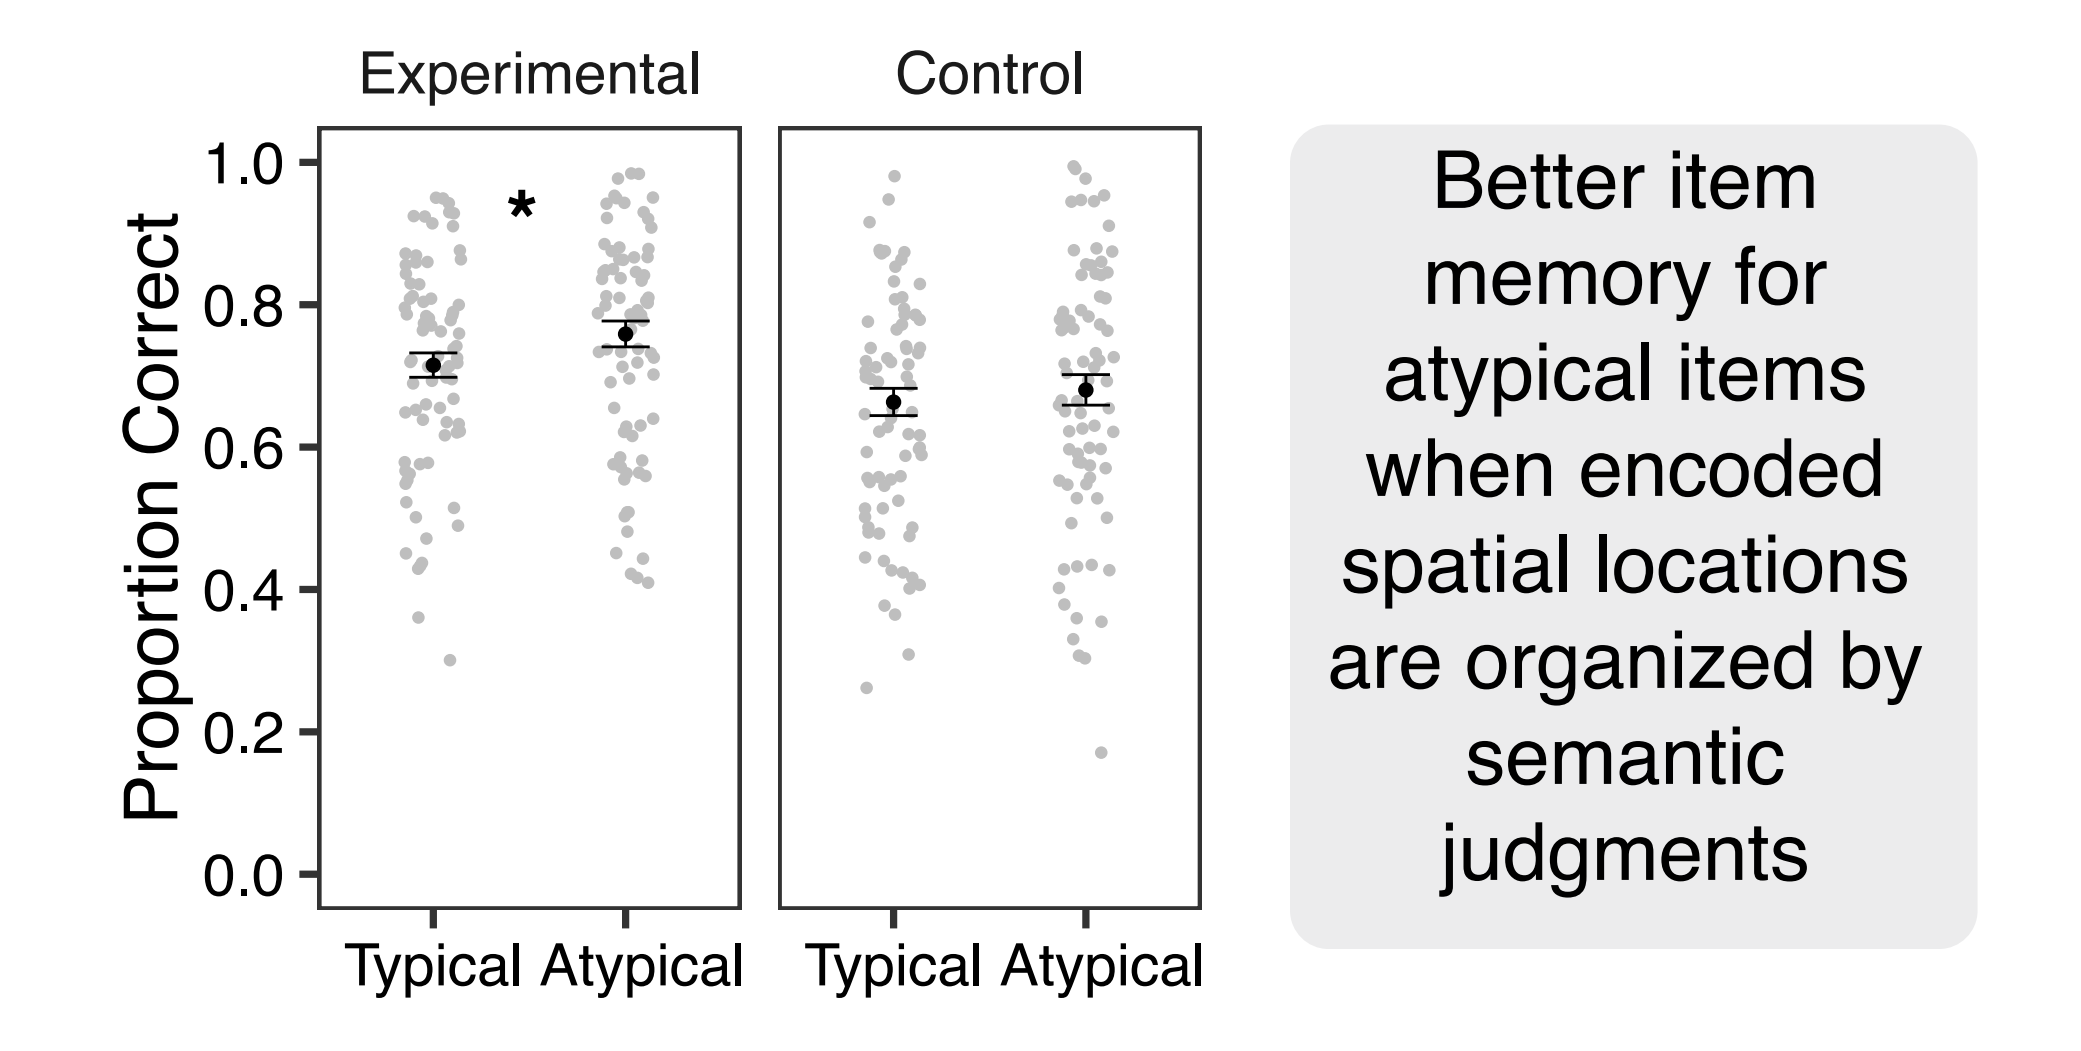 Experimental
Control
Proportion Correct
1.0
0.8
0.6
0.4
0.2
0.0
*
Typical Atypical
Typical Atypical
Better item
memory for
atypical items
when encoded
spatial locations
are organized by
semantic
judgments